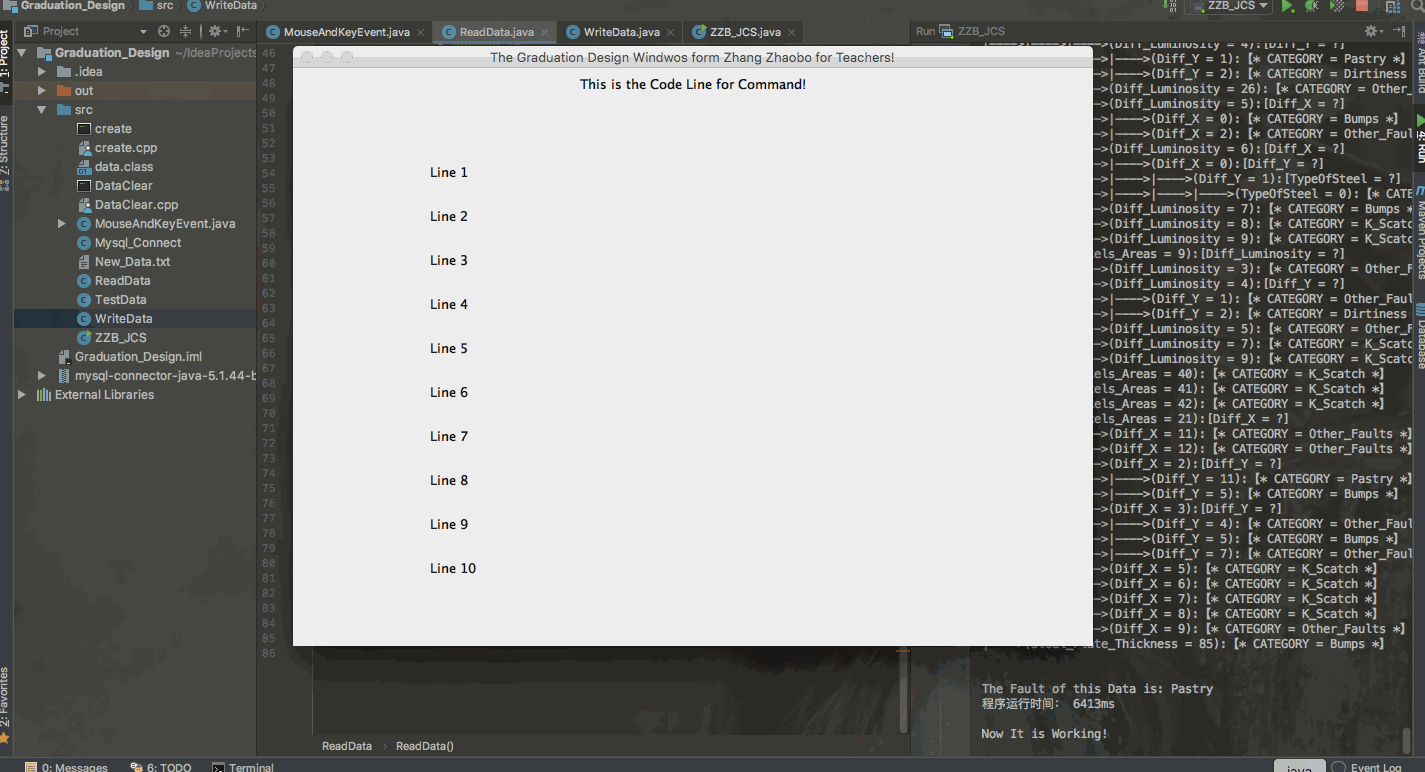 Graduation_Design › src › WriteData
ZZB_JCS
Project
MouseAndKeyEvent.java
ReadData.java
WriteData.java
ZZB_JCS.java
Run ZZB_JCS
1: Project
Z: Structure
2: Favorites
Graduation_Design ~/IdeaProjects
.idea
out
src
create
create.cpp
data.class
DataClear
DataClear.cpp
MouseAndKeyEvent.java
Mysql_Connect
New_Data.txt
ReadData
TestData
WriteData
ZZB_JCS
Graduation_Design.iml
mysql-connector-java-5.1.44-b
External Libraries
46
47
48
49
50
51
52
53
54
55
56
57
58
59
60
61
62
63
64
65
66
67
68
69
70
71
72
73
74
75
76
77
78
79
80
81
82
83
84
85
86
The Graduation Design Windwos form Zhang Zhaobo for Teachers!
This is the Code Line for Command!
Line 1
Line 2
Line 3
Line 4
Line 5
Line 6
Line 7
Line 8
Line 9
Line 10
ReadData › ReadData()
(Diff_Luminosity = 4):[Diff_Y = ?]
>|---->(Diff_Y = 1):【* CATEGORY = Pastry *】
>|---->(Diff_Y = 2):【* CATEGORY = Dirtiness
>(Diff_Luminosity = 26):【* CATEGORY = Other_
>(Diff_Luminosity = 5):[Diff_X = ?]
>|---->(Diff_X = 0):【* CATEGORY = Bumps *】
>|---->(Diff_X = 2):【* CATEGORY = Other_Faul
>(Diff_Luminosity = 6):[Diff_X = ?]
>|---->(Diff_X = 0):[Diff_Y = ?]
>|---->|---->(Diff_Y = 1):[TypeOfSteel = ?]
>|---->|---->|---->(TypeOfSteel = 0):【* CATE
>(Diff_Luminosity = 7):【* CATEGORY = Bumps *
>(Diff_Luminosity = 8):【* CATEGORY = K_Scatc
>(Diff_Luminosity = 9):【* CATEGORY = K_Scatc
els_Areas = 9):[Diff_Luminosity = ?]
>(Diff_Luminosity = 3):【* CATEGORY = Other_F
>(Diff_Luminosity = 4):[Diff_Y = ?]
>|---->(Diff_Y = 1):【* CATEGORY = Other_Faul
>|---->(Diff_Y = 2):【* CATEGORY = Dirtiness
>(Diff_Luminosity = 5):【* CATEGORY = Other_F
>(Diff_Luminosity = 7):【* CATEGORY = K_Scatc
>(Diff_Luminosity = 9):【* CATEGORY = K_Scatc
els_Areas = 40):【* CATEGORY = K_Scatch *】
els_Areas = 41):【* CATEGORY = K_Scatch *】
els_Areas = 42):【* CATEGORY = K_Scatch *】
els_Areas = 21):[Diff_X = ?]
>(Diff_X = 11):【* CATEGORY = Other_Faults *】
>(Diff_X = 12):【* CATEGORY = Other_Faults *】
>(Diff_X = 2):[Diff_Y = ?]
>|---->(Diff_Y = 11):【* CATEGORY = Pastry *】
>|---->(Diff_Y = 5):【* CATEGORY = Bumps *】
>(Diff_X = 3):[Diff_Y = ?]
>|---->(Diff_Y = 4):【* CATEGORY = Other_Faul
>|---->(Diff_Y = 5):【* CATEGORY = Bumps *】
>|---->(Diff_Y = 7):【* CATEGORY = Other_Faul
>(Diff_X = 5):【* CATEGORY = K_Scatch *】
>(Diff_X = 6):【* CATEGORY = K_Scatch *】
>(Diff_X = 7):【* CATEGORY = K_Scatch *】
>(Diff_X = 8):【* CATEGORY = K_Scatch *】
>(Diff_X = 9):【* CATEGORY = Other_Faults *】
(Steel_Plate_Thickness = 85):【* CATEGORY = Bumps *】
The Fault of this Data is: Pastry
程序运行时间： 6413ms
Now It is Working!
Ant Build
4: Run
Maven Projects
Database
0: Messages
6: TODO
Terminal
java
Event Log